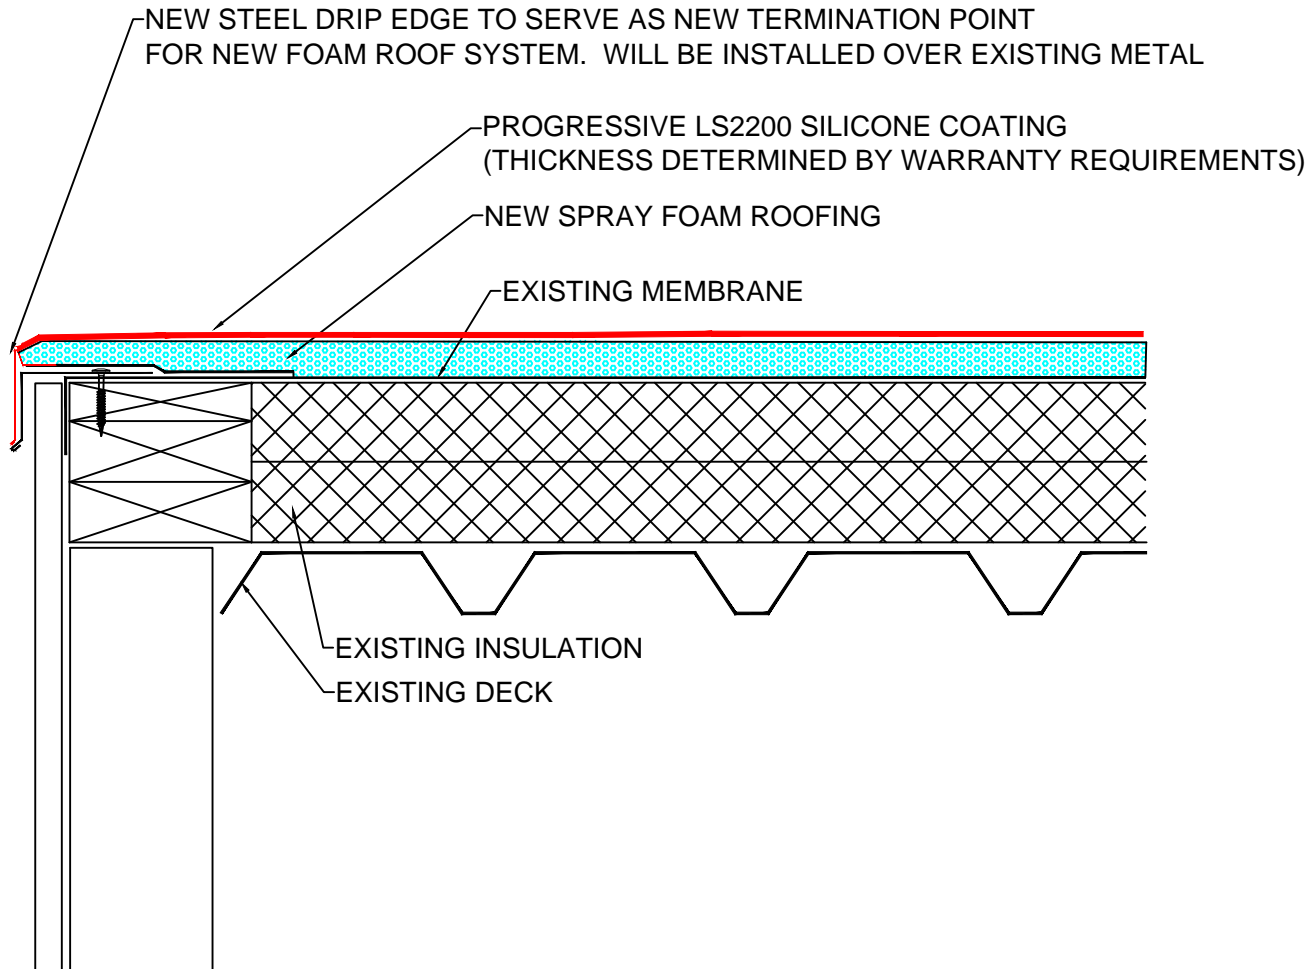 NEW STEEL DRIP EDGE TO SERVE AS NEW TERMINATION POINT
FOR NEW FOAM ROOF SYSTEM.  WILL BE INSTALLED OVER EXISTING METAL
PROGRESSIVE LS2200 SILICONE COATING
(THICKNESS DETERMINED BY WARRANTY REQUIREMENTS)
NEW SPRAY FOAM ROOFING
EXISTING MEMBRANE
EXISTING INSULATION
EXISTING DECK